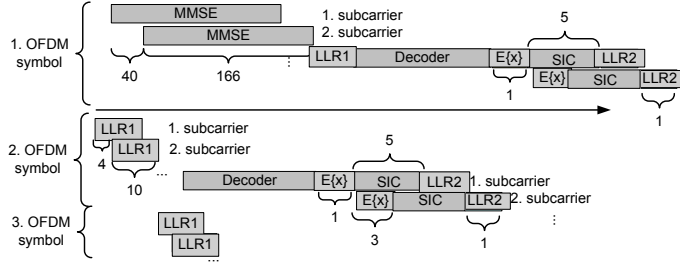 MMSE
1. subcarrier
5
MMSE
2. subcarrier
1. OFDM
symbol
LLR1
Decoder
E{x}
SIC
LLR2
...
E{x}
SIC
LLR2
40
166
1
1
LLR1
1. subcarrier
LLR1
2. subcarrier
5
2. OFDM
symbol
4
10
...
Decoder
E{x}
SIC
LLR2
1. subcarrier
E{x}
SIC
LLR2
2. subcarrier
1
3
1
...
3. OFDM
symbol
LLR1
LLR1
...